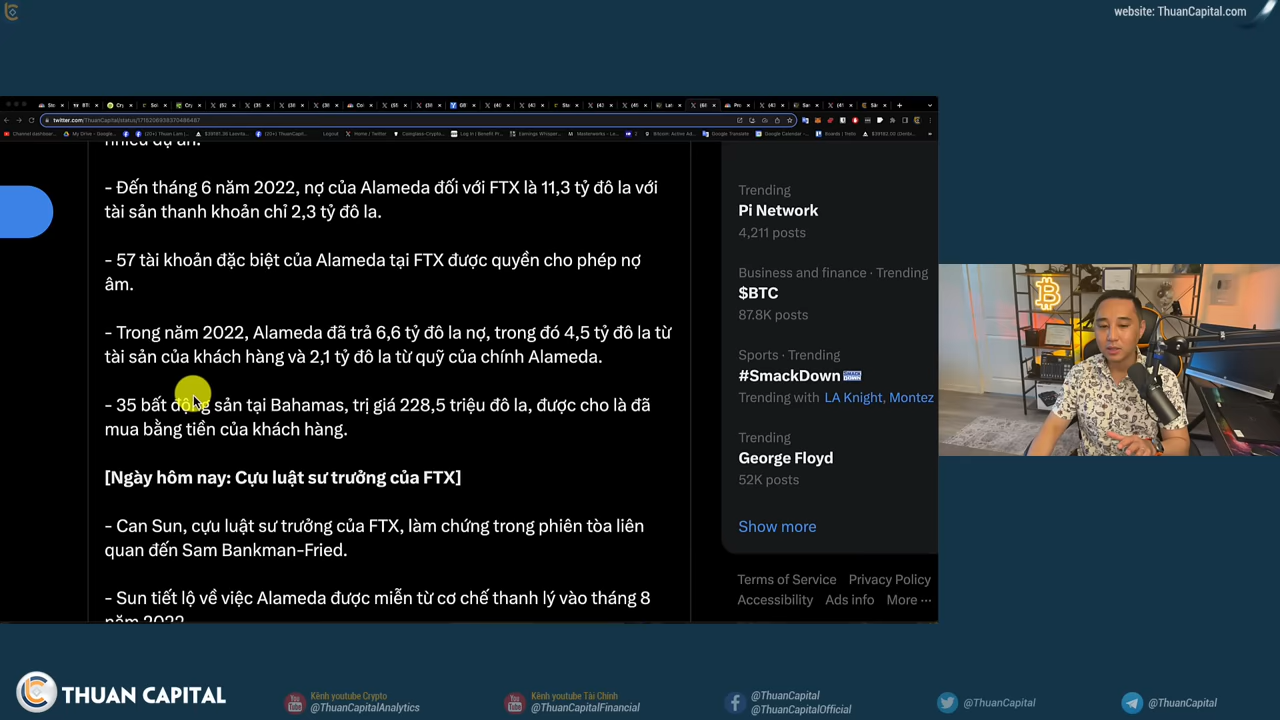 website: ThuanCapital.com
twitter.com/ThuanCapital/status/1715206938370486467
nhiều dự án.
- Đến tháng 6 năm 2022, nợ của Alameda đối với FTX là 11,3 tỷ đô la với
tài sản thanh khoản chỉ 2,3 tỷ đô la.
- 57 tài khoản đặc biệt của Alameda tại FTX được quyền cho phép nợ
âm.
- Trong năm 2022, Alameda đã trả 6,6 tỷ đô la nợ, trong đó 4,5 tỷ đô la từ
tài sản của khách hàng và 2,1 tỷ đô la từ quỹ của chính Alameda.
- 35 bất động sản tại Bahamas, trị giá 228,5 triệu đô la, được cho là đã
mua bằng tiền của khách hàng.
[Ngày hôm nay: Cựu luật sư trưởng của FTX]
- Can Sun, cựu luật sư trưởng của FTX, làm chứng trong phiên tòa liên
quan đến Sam Bankman-Fried.
- Sun tiết lộ về việc Alameda được miễn từ cơ chế thanh lý vào tháng 8
năm 2022
Trending
Pi Network
4,211 posts
Business and finance · Trending
$BTC
87.8K posts
Sports · Trending
#SmackDown
Trending with LA Knight, Montez
Trending
George Floyd
52K posts
Show more
Terms of Service Privacy Policy
Accessibility Ads info More ···
THUAN CAPITAL
Kênh youtube Crypto
@ThuanCapitalAnalytics
Kênh youtube Tài Chính
@ThuanCapitalFinancial
@ThuanCapital
@ThuanCapitalOfficial
@ThuanCapital
@ThuanCapital